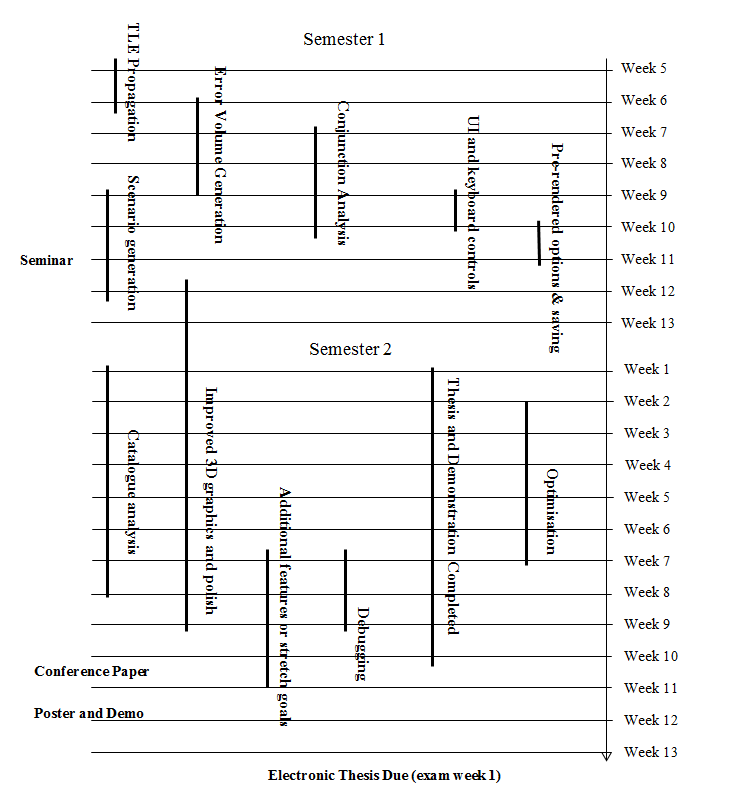 Semester 1
TLE Propagation
Error Volume Generation
Conjunction Analysis
UI and keyboard controls
Pre-rendered options & saving
Scenario generation
Seminar
Week 5
Week 6
Week 7
Week 8
Week 9
Week 10
Week 11
Week 12
Week 13
Semester 2
Catalogue analysis
Improved 3D graphics and polish
Additional features or stretch goals
Debugging
Thesis and Demonstration Completed
Optimisation
Week 1
Week 2
Week 3
Week 4
Week 5
Week 6
Week 7
Week 8
Week 9
Week 10
Week 11
Week 12
Week 13
Conference Paper
Poster and Demo
Electronic Thesis Due (exam week 1)